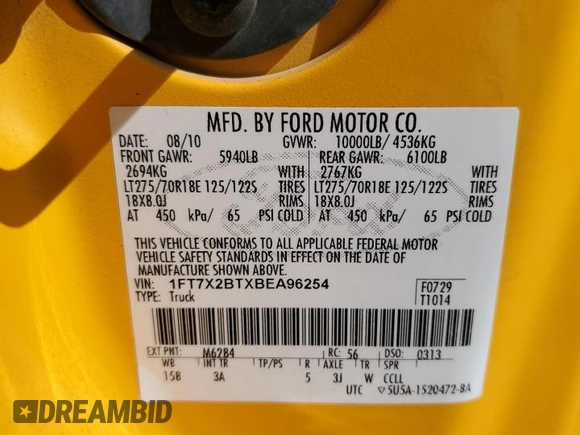 MFD. BY FORD MOTOR CO.
DATE: 08/10 GVWR: 10000LB/ 4536KG
FRONT GAWR: 5940LB REAR GAWR: 6100LB
2694KG WITH 2767KG WITH
LT275/70R18E 125/122S TIRES LT275/70R18E 125/122S TIRES
18X8.0J RIMS 18X8.0J RIMS
AT 450 kPa/ 65 PSI COLD AT 450 kPa/ 65 PSI COLD
THIS VEHICLE CONFORMS TO ALL APPLICABLE FEDERAL MOTOR
VEHICLE SAFETY STANDARDS IN EFFECT ON THE DATE OF
MANUFACTURE SHOWN ABOVE.
VIN: 1FT7X2BTXBEA96254 F0729
TYPE: Truck T1014
EXT PNT: M6284 RC: 56 DSO: 0313
WB INT TR TP/PS R AXLE TR SPR
158 3A 5 3J W CCLL
UTC ▽5U5A-1520472-BA
DREAMBID